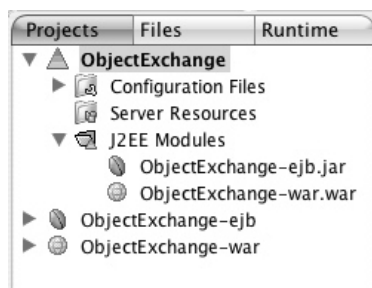 Projects Files Runtime
ObjectExchange
Configuration Files
Server Resources
J2EE Modules
ObjectExchange-ejb.jar
ObjectExchange-war.war
ObjectExchange-ejb
ObjectExchange-war